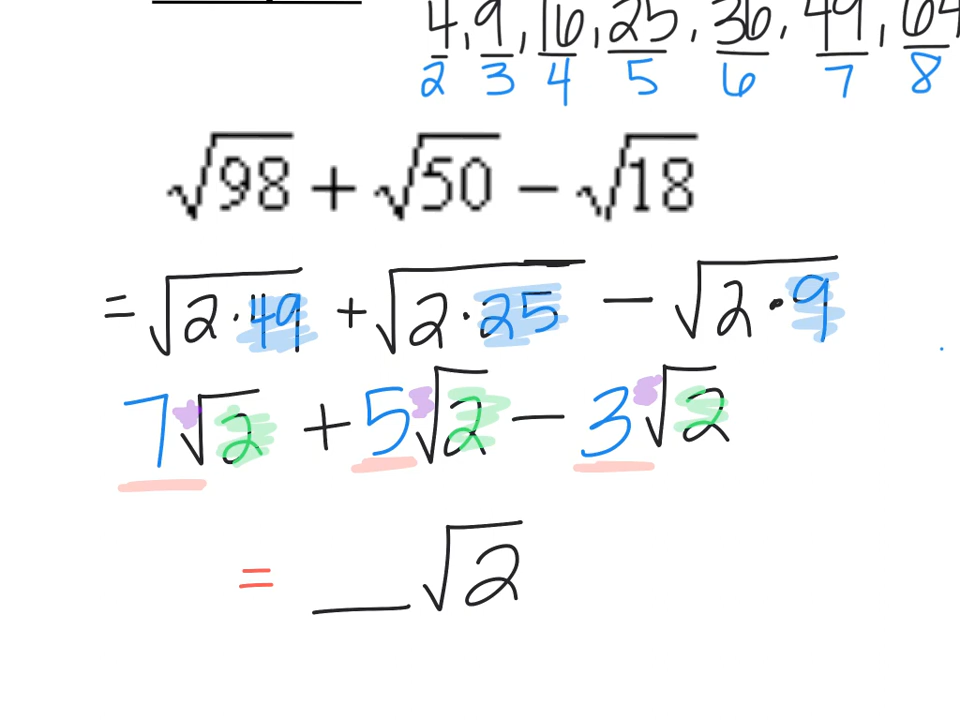 4, 9, 16, 25, 36, 49, 64
2 3 4 5 6 7 8
√98 + √50 − √18
= √2·49 + √2·25 − √2·9
7√2 + 5√2 − 3√2
= __ √2